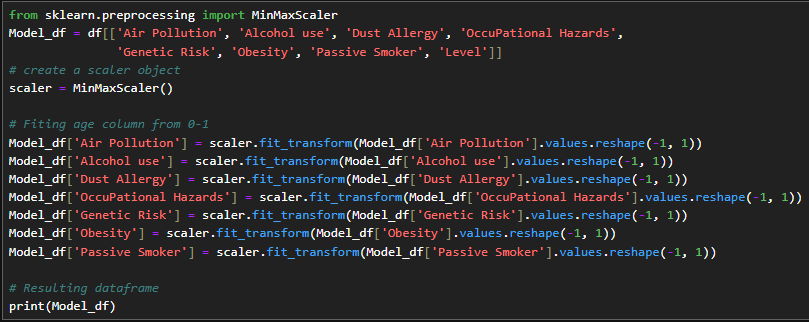 from sklearn.preprocessing import MinMaxScaler
Model_df = df[['Air Pollution', 'Alcohol use', 'Dust Allergy', 'OccuPational Hazards',
'Genetic Risk', 'Obesity', 'Passive Smoker', 'Level']]
# create a scaler object
scaler = MinMaxScaler()
# Fiting age column from 0-1
Model_df['Air Pollution'] = scaler.fit_transform(Model_df['Air Pollution'].values.reshape(-1, 1))
Model_df['Alcohol use'] = scaler.fit_transform(Model_df['Alcohol use'].values.reshape(-1, 1))
Model_df['Dust Allergy'] = scaler.fit_transform(Model_df['Dust Allergy'].values.reshape(-1, 1))
Model_df['OccuPational Hazards'] = scaler.fit_transform(Model_df['OccuPational Hazards'].values.reshape(-1, 1))
Model_df['Genetic Risk'] = scaler.fit_transform(Model_df['Genetic Risk'].values.reshape(-1, 1))
Model_df['Obesity'] = scaler.fit_transform(Model_df['Obesity'].values.reshape(-1, 1))
Model_df['Passive Smoker'] = scaler.fit_transform(Model_df['Passive Smoker'].values.reshape(-1, 1))
# Resulting dataframe
print(Model_df)